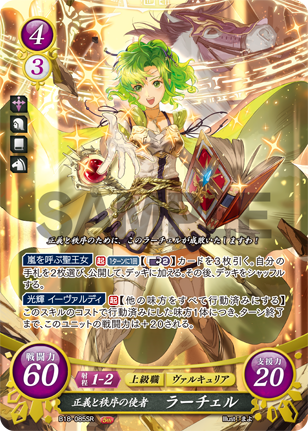 4
3
SAMPLE
正義と秩序のために、このラーチェルが成敗いたしますわ!
嵐を呼ぶ聖王女 起 1ターンに1回 【 2】カードを3枚引く。自分の
手札を2枚選び、公開して、デッキに加える。その後、デッキをシャッフル
する。
光輝 イーヴァルディ 起 【他の味方をすべて行動済みにする】
このスキルのコストで行動済みにした味方1体につき、ターン終了
まで、このユニットの戦闘力は+20される。
戦闘力
60
射程 1-2 上級職 ヴァルキュリア
支援力
20
正義と秩序の使者 ラーチェル
B18-085SR
Illust. まよ